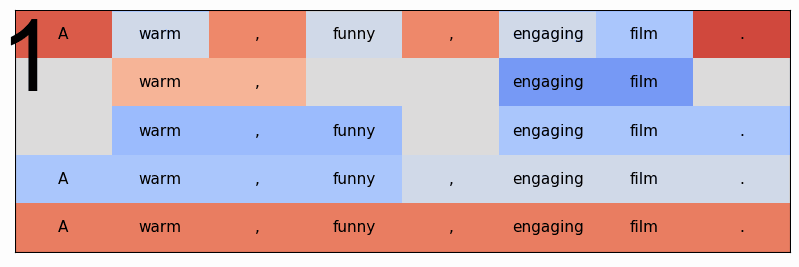 1
A warm , funny , engaging film .
warm , engaging film
warm , funny engaging film .
A warm , funny , engaging film .
A warm , funny , engaging film .